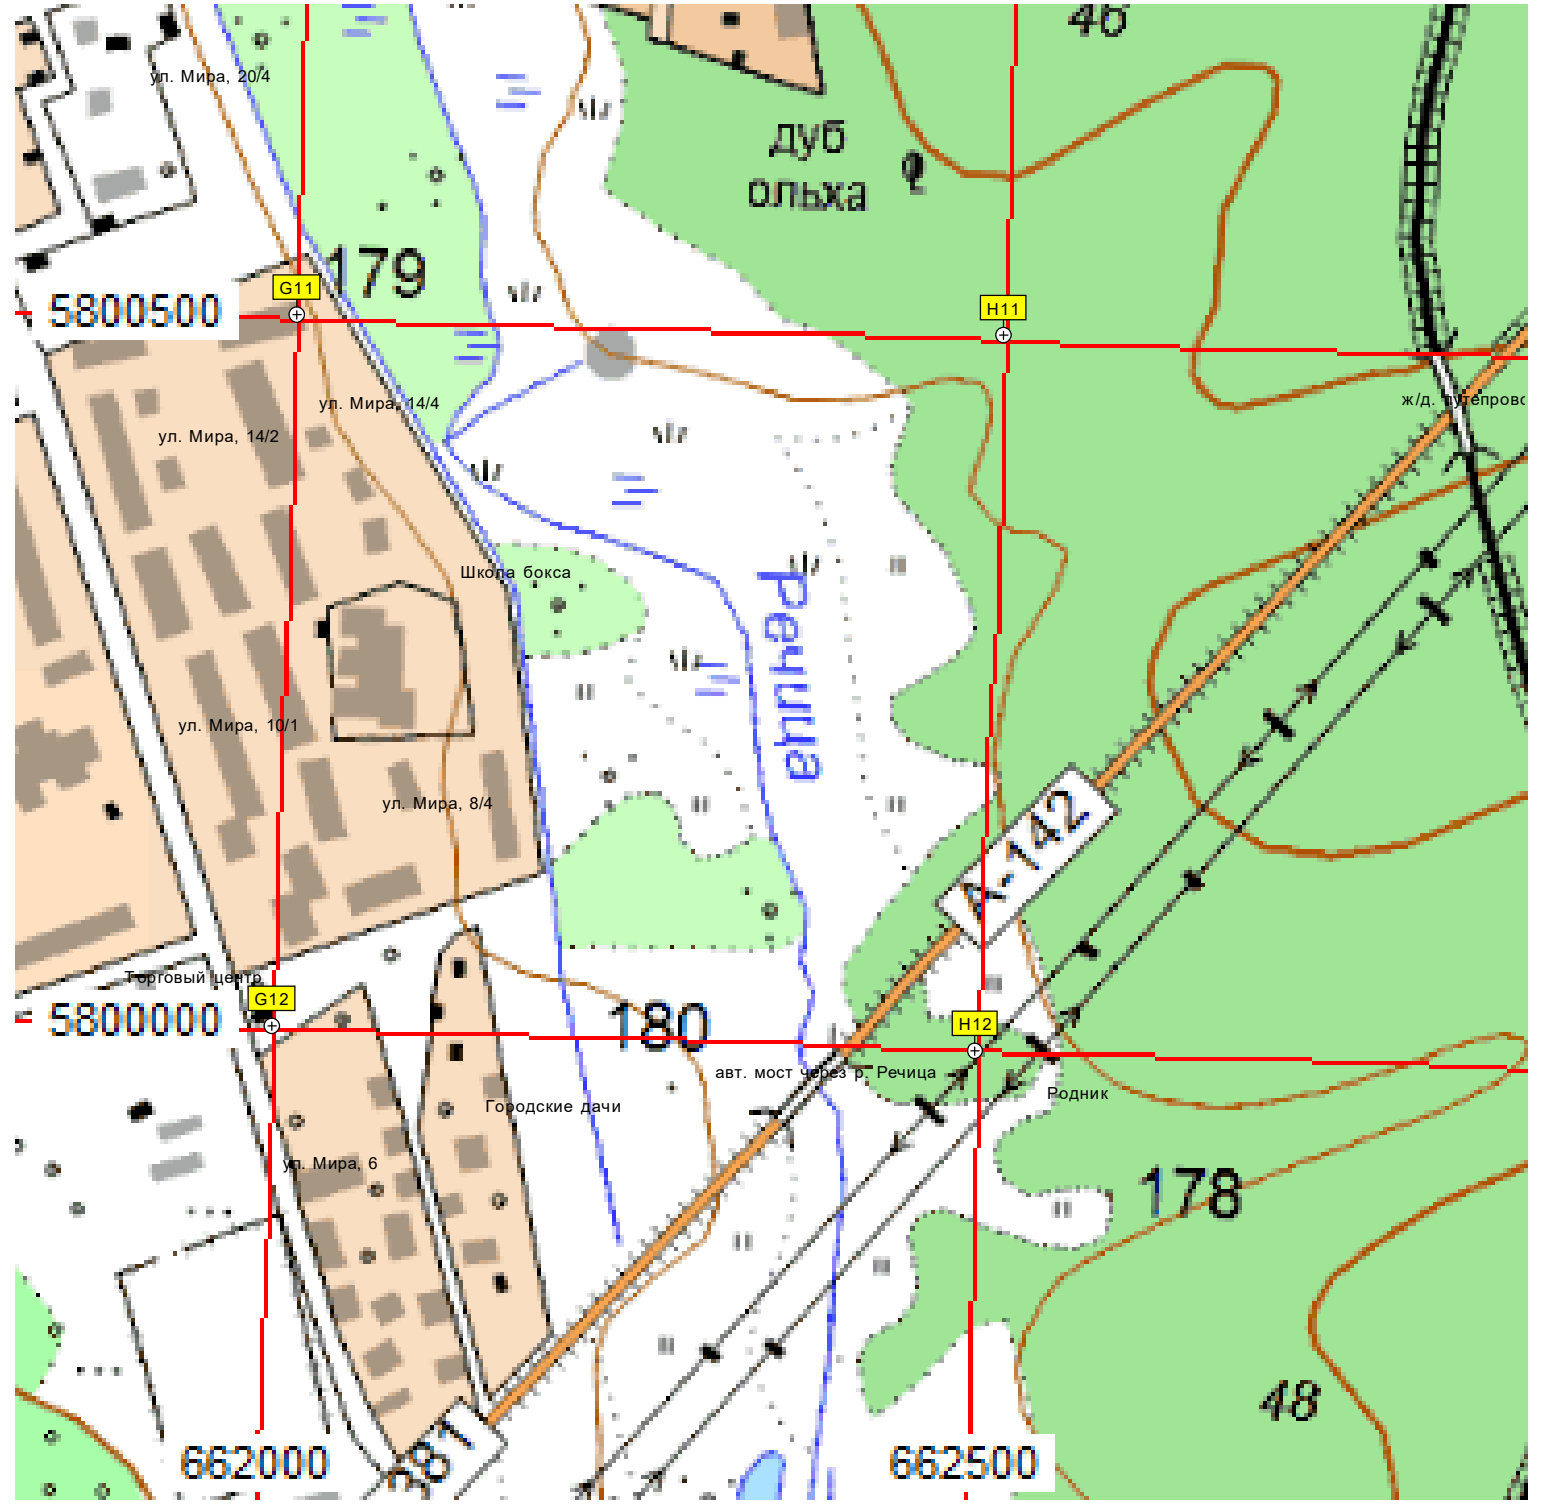 46
ул. Мира, 20/4
дуб
ольха
179
G11
H11
5800500
ул. Мира, 14/4
ж/д. путепрово
ул. Мира, 14/2
Школа бокса
Речица
ул. Мира, 10/1
ул. Мира, 8/4
А-142
Торговый центр
G12
5800000
180
H12
авт. мост через р. Речица
Родник
Городские дачи
ул. Мира, 6
178
48
381
662000
662500